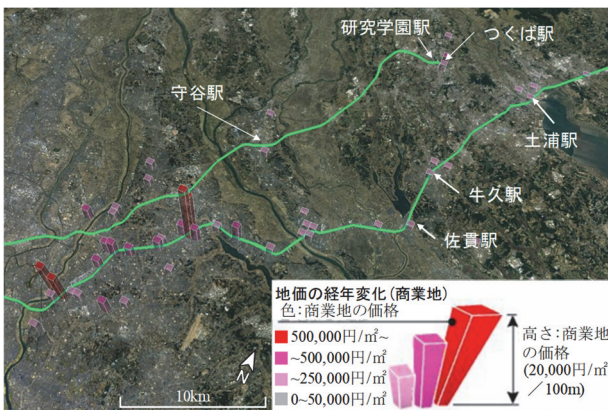 研究学園駅
つくば駅
守谷駅
土浦駅
牛久駅
佐貫駅
地価の経年変化(商業地)
色:商業地の価格
500,000円/㎡~
~500,000円/㎡
~250,000円/㎡
0~50,000円/㎡
高さ:商業地
の価格
(20,000円/㎡
/100m)
N
10km